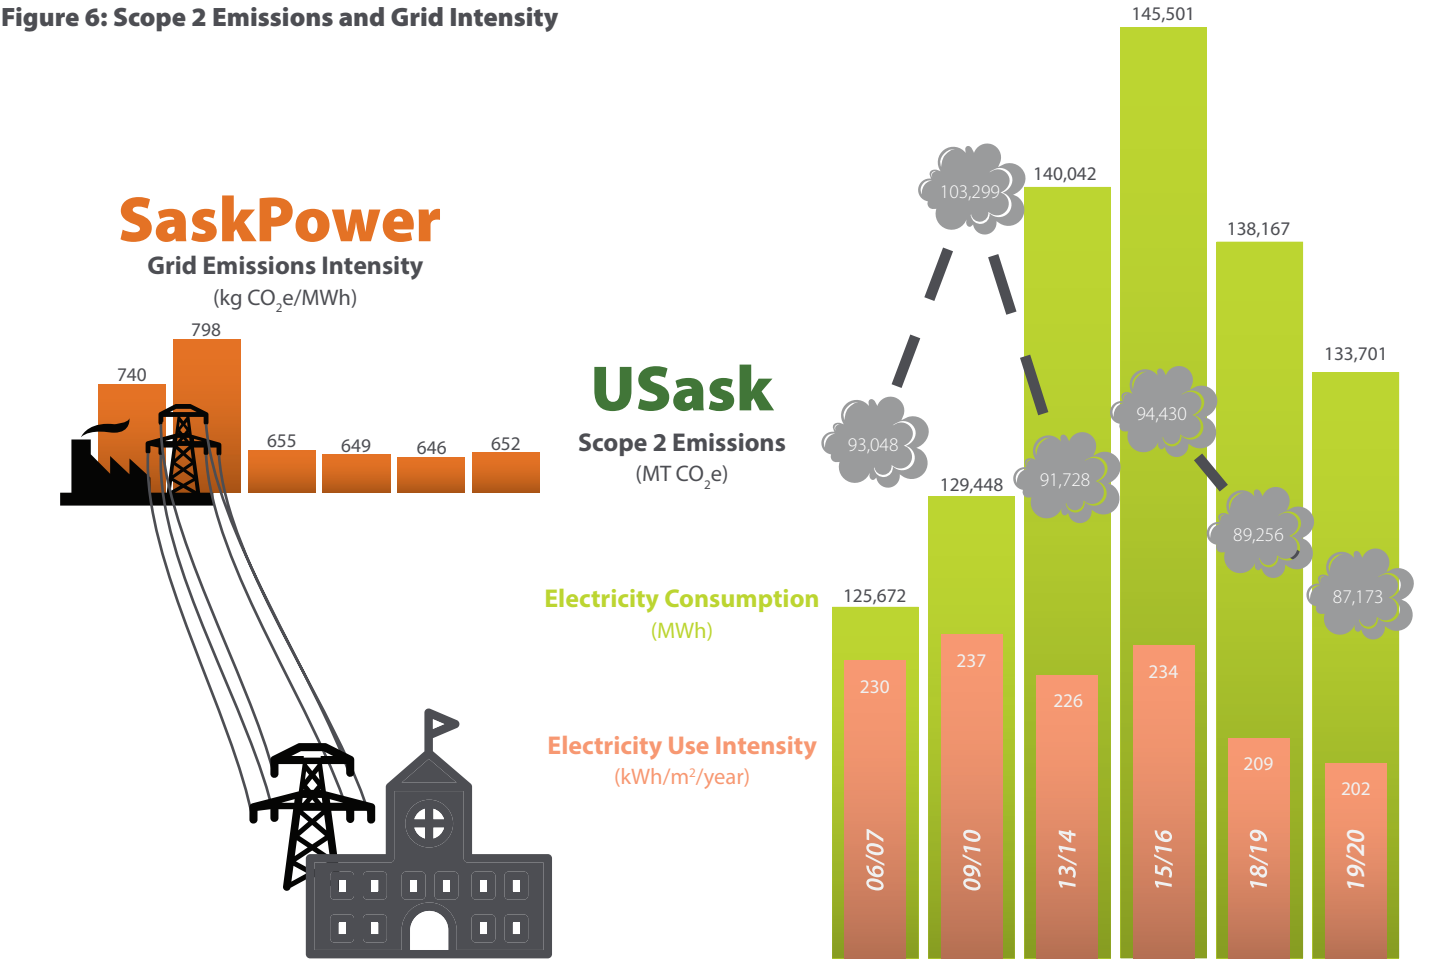 Figure 6: Scope 2 Emissions and Grid Intensity
SaskPower
Grid Emissions Intensity
(kg CO₂e/MWh)
740
798
655
649
646
652
USask
Scope 2 Emissions
(MT CO₂e)
93,048
103,299
91,728
94,430
89,256
87,173
Electricity Consumption
(MWh)
125,672
129,448
140,042
145,501
138,167
133,701
Electricity Use Intensity
(kWh/m²/year)
230
237
226
234
209
202
06/07
09/10
13/14
15/16
18/19
19/20